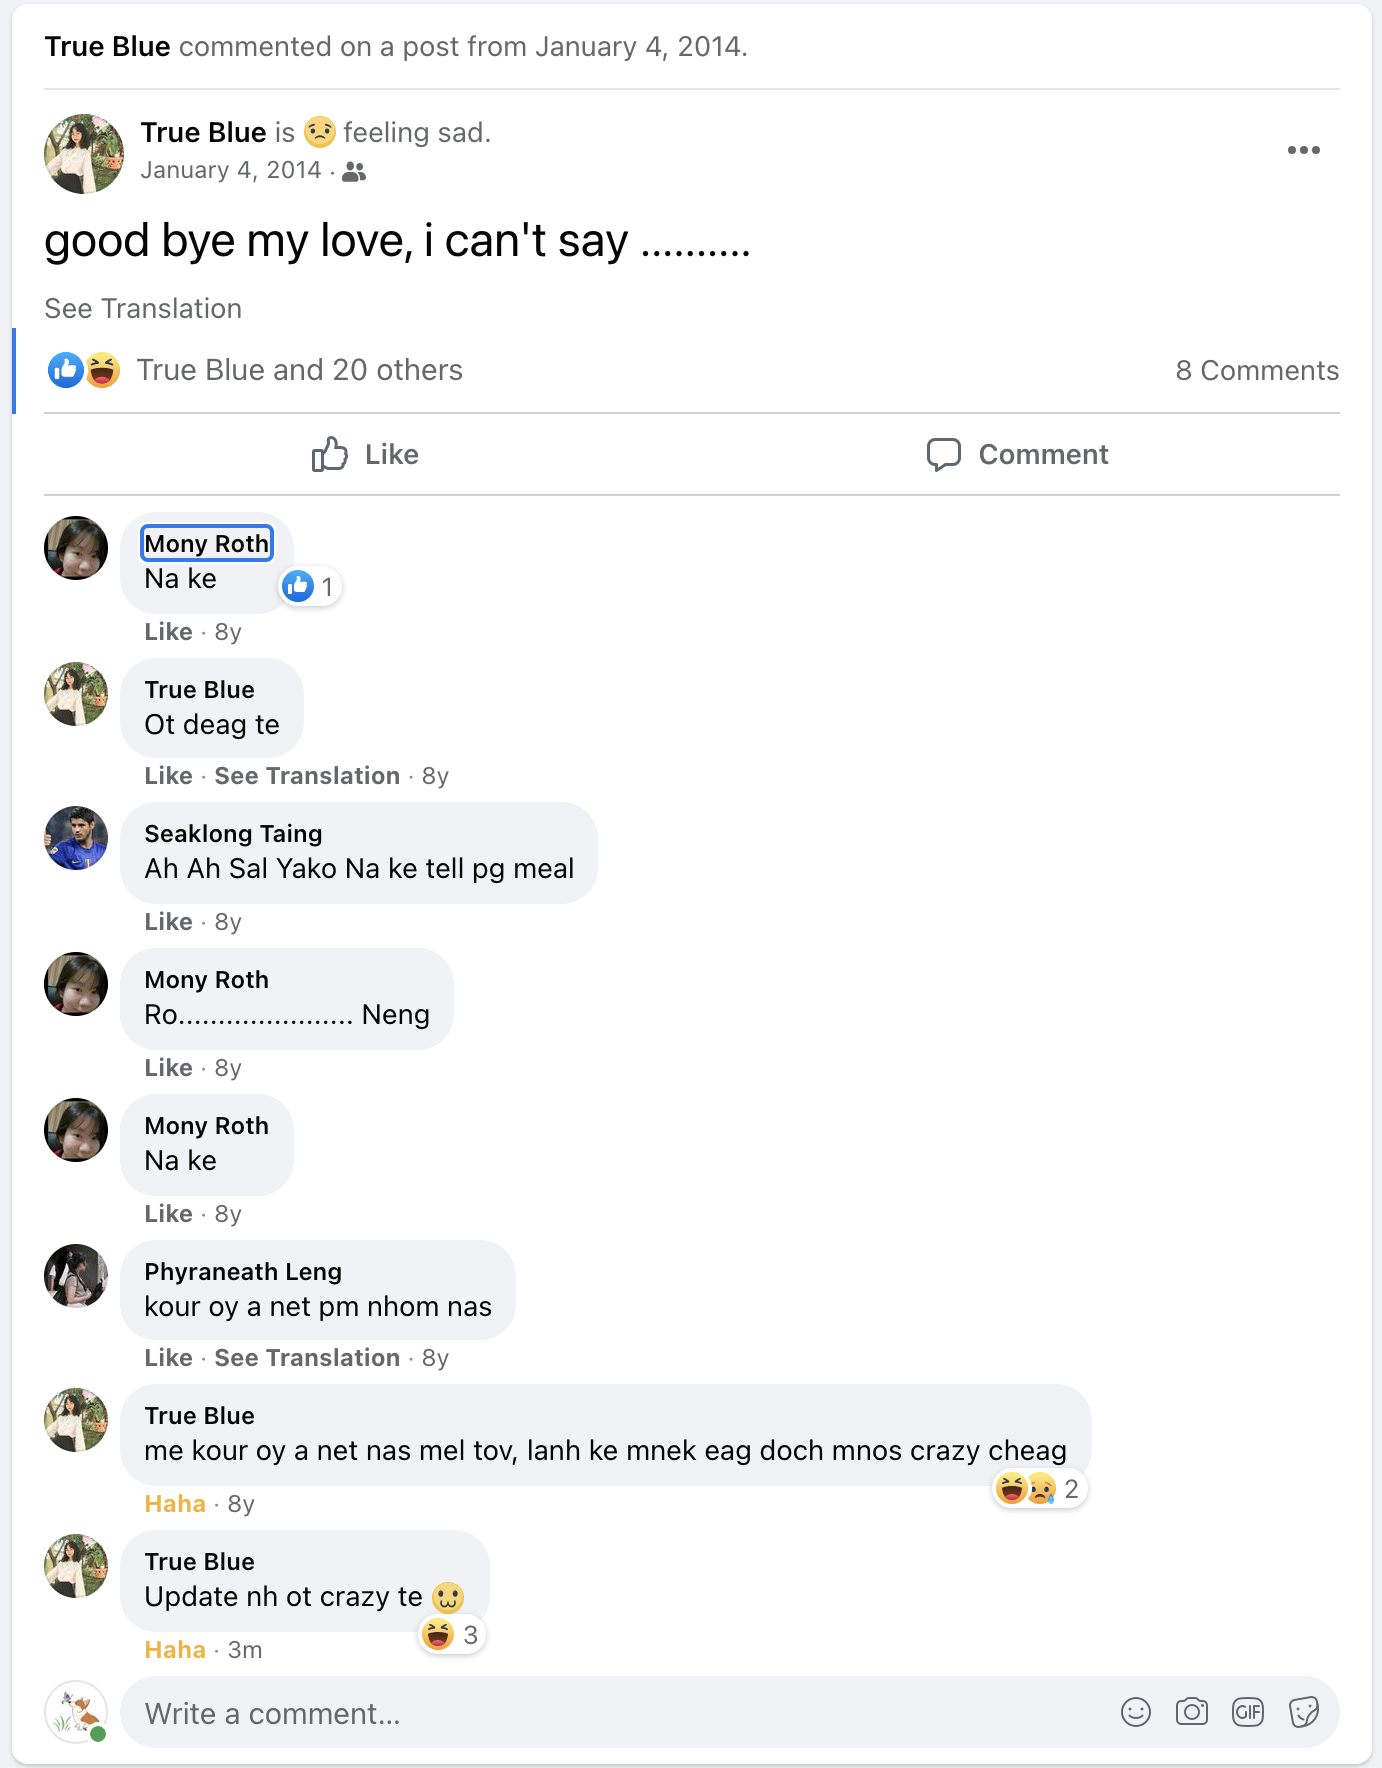 True Blue commented on a post from January 4, 2014.
True Blue is 😟 feeling sad.
January 4, 2014 ·
good bye my love, i can't say ..........
See Translation
True Blue and 20 others
8 Comments
Like
Comment
Mony Roth
Na ke
1
Like · 8y
True Blue
Ot deag te
Like · See Translation · 8y
Seaklong Taing
Ah Ah Sal Yako Na ke tell pg meal
Like · 8y
Mony Roth
Ro...................... Neng
Like · 8y
Mony Roth
Na ke
Like · 8y
Phyraneath Leng
kour oy a net pm nhom nas
Like · See Translation · 8y
True Blue
me kour oy a net nas mel tov, lanh ke mnek eag doch mnos crazy cheag
2
Haha · 8y
True Blue
Update nh ot crazy te
3
Haha · 3m
Write a comment...
GIF